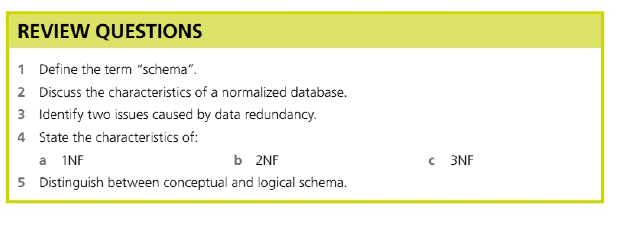 REVIEW QUESTIONS
1 Define the term “schema”.
2 Discuss the characteristics of a normalized database.
3 Identify two issues caused by data redundancy.
4 State the characteristics of:
a 1NF b 2NF c 3NF
5 Distinguish between conceptual and logical schema.